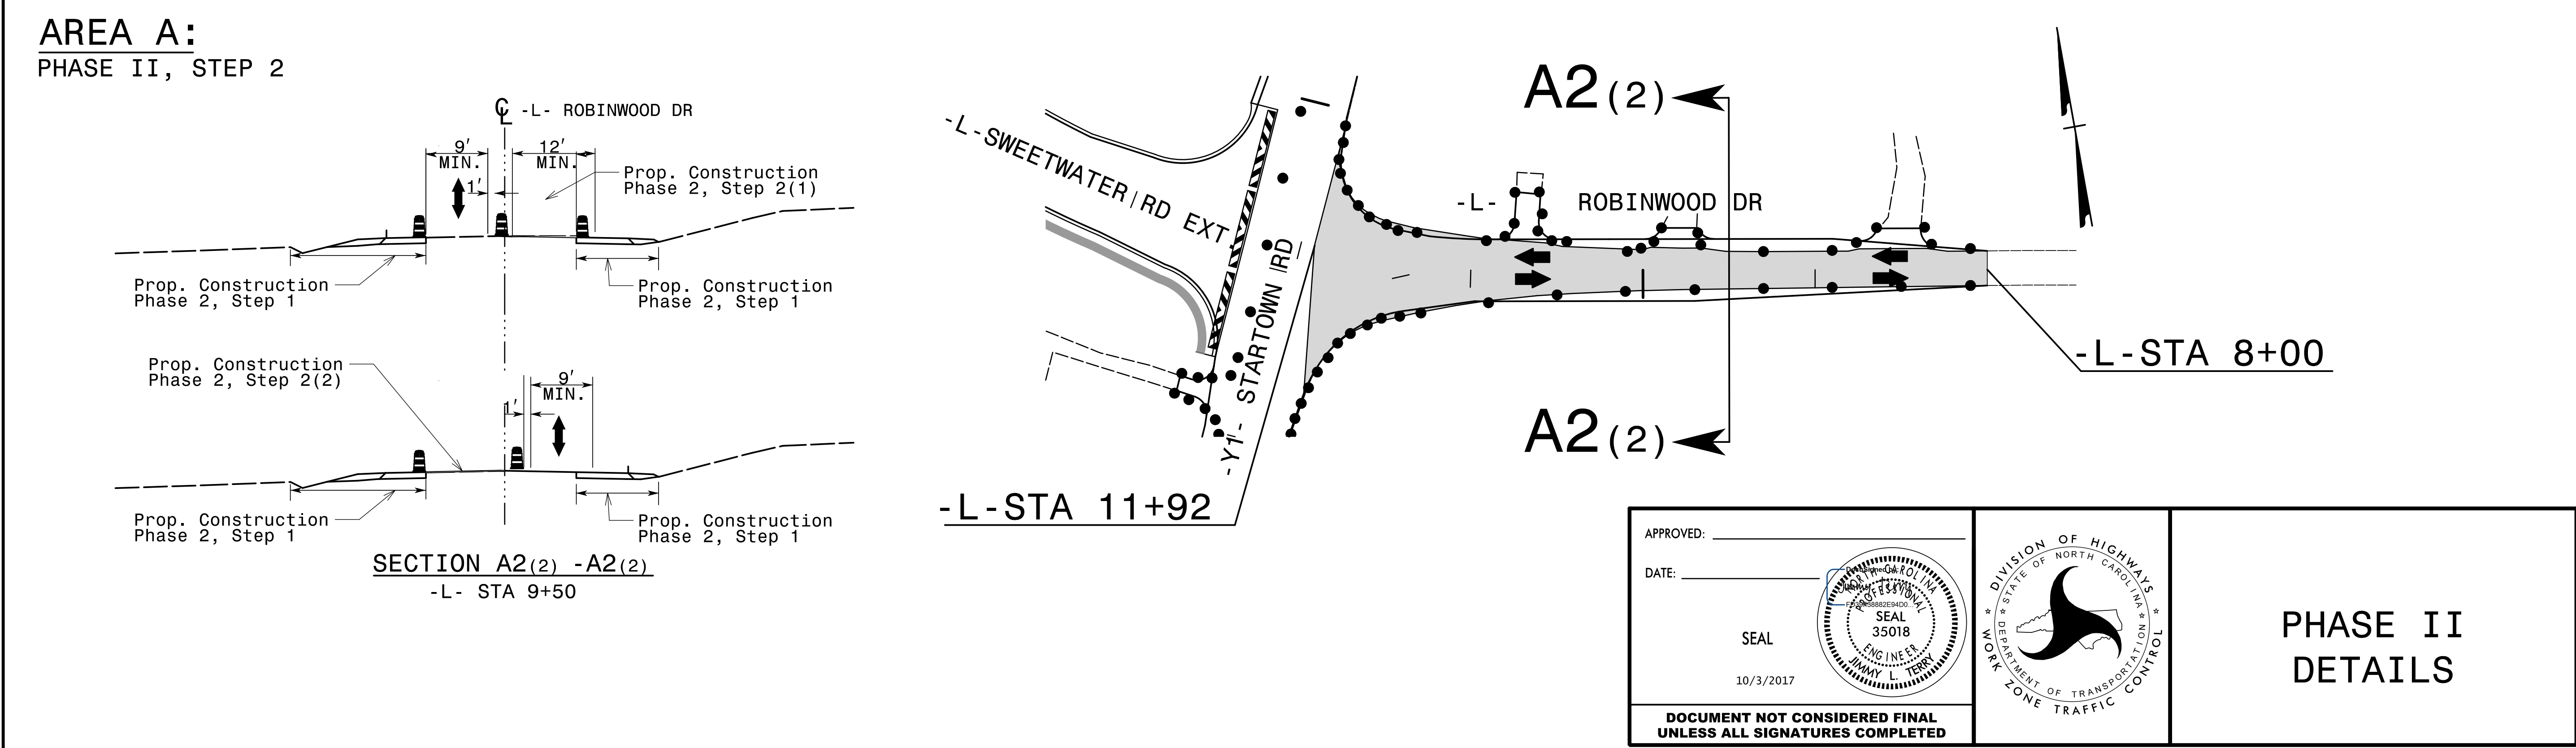 AREA A:
PHASE II, STEP 2
℄ -L- ROBINWOOD DR
9' MIN.
12' MIN.
1'
Prop. Construction
Phase 2, Step 2(1)
Prop. Construction
Phase 2, Step 1
Prop. Construction
Phase 2, Step 1
Prop. Construction
Phase 2, Step 2(2)
9' MIN.
1'
Prop. Construction
Phase 2, Step 1
Prop. Construction
Phase 2, Step 1
SECTION A2(2) -A2(2)
-L- STA 9+50
-L-SWEETWATER RD EXT
-Y1- STARTOWN RD
-L-STA 11+92
A2(2)
-L- ROBINWOOD DR
A2(2)
-L-STA 8+00
APPROVED:
DATE:
SEAL
10/3/2017
NORTH CAROLINA
PROFESSIONAL
SEAL
35018
ENGINEER
JIMMY L. TERRY
DOCUMENT NOT CONSIDERED FINAL
UNLESS ALL SIGNATURES COMPLETED
DIVISION OF HIGHWAYS
STATE OF NORTH CAROLINA
DEPARTMENT OF TRANSPORTATION
WORK ZONE TRAFFIC CONTROL
PHASE II
DETAILS